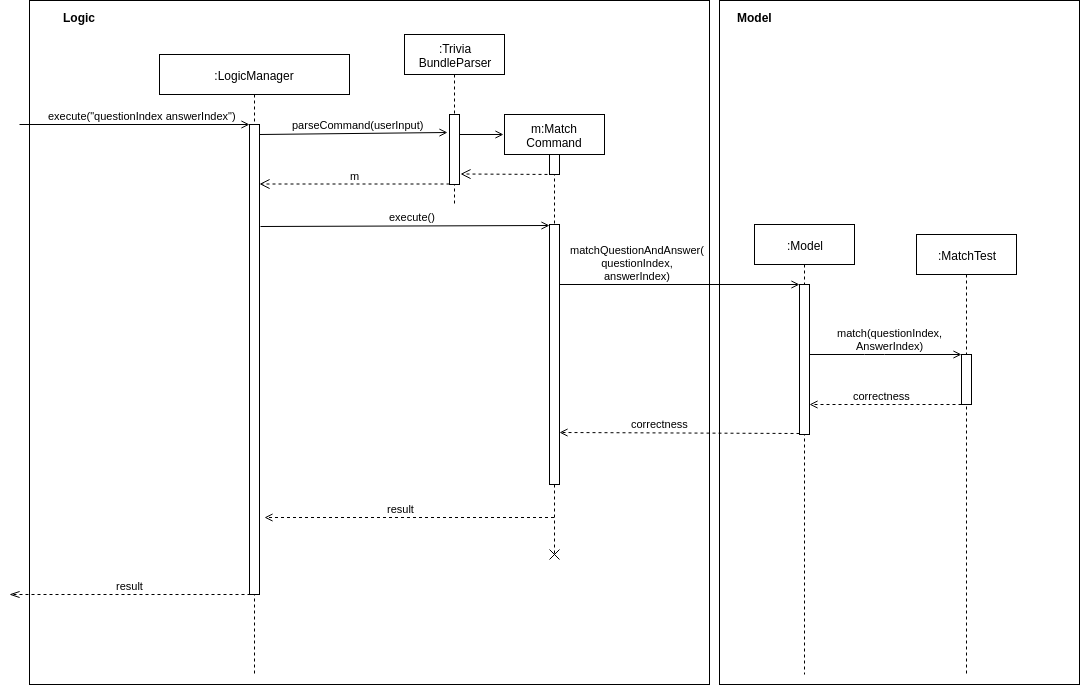 Logic
Model
:Trivia
BundleParser
:LogicManager
execute("questionIndex answerIndex")
parseCommand(userInput)
m:Match
Command
m
execute()
:Model
:MatchTest
matchQuestionAndAnswer(
questionIndex,
answerIndex)
match(questionIndex,
AnswerIndex)
correctness
correctness
result
result